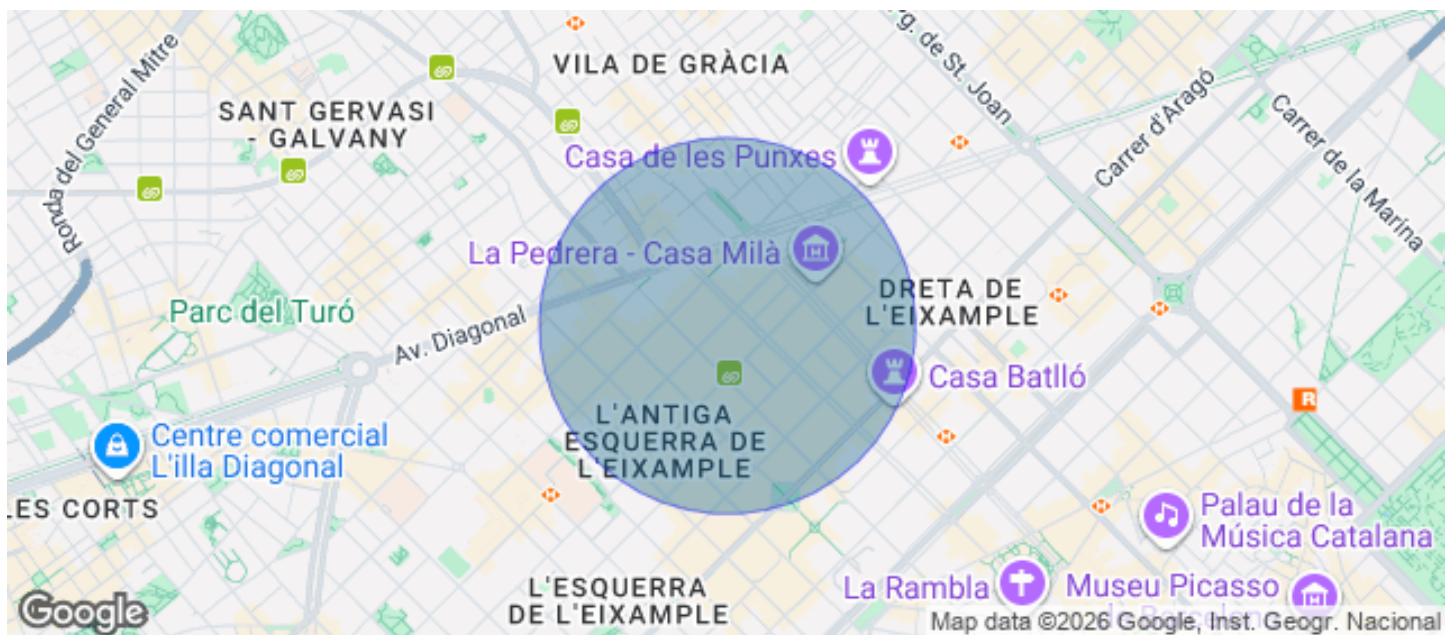 Ronda del General Mitre
VILA DE GRÀCIA
g. de St. Joan
SANT GERVASI
- GALVANY
Casa de les Punxes
Carrer d'Aragó
Carrer de la Marina
La Pedrera - Casa Milà
DRETA DE
L'EIXAMPLE
Parc del Turó
Av. Diagonal
Casa Batlló
L'ANTIGA
ESQUERRA DE
L'EIXAMPLE
Centre comercial
L'illa Diagonal
R
LES CORTS
Palau de la
Música Catalana
L'ESQUERRA
DE L'EIXAMPLE
La Rambla
Museu Picasso
Google
Map data ©2026 Google, Inst. Geogr. Nacional